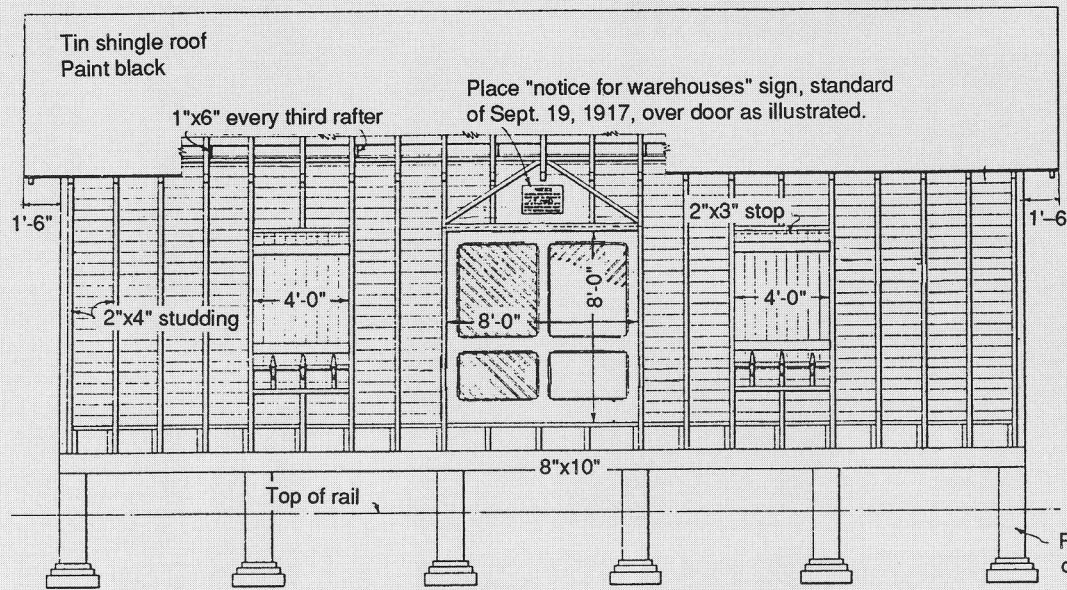 Tin shingle roof
Paint black
Place "notice for warehouses" sign, standard
of Sept. 19, 1917, over door as illustrated.
1"x6" every third rafter
1'-6"
2"x3" stop
1'-6
4'-0"
8'-0"
8'-0"
4'-0"
2"x4" studding
8"x10"
Top of rail